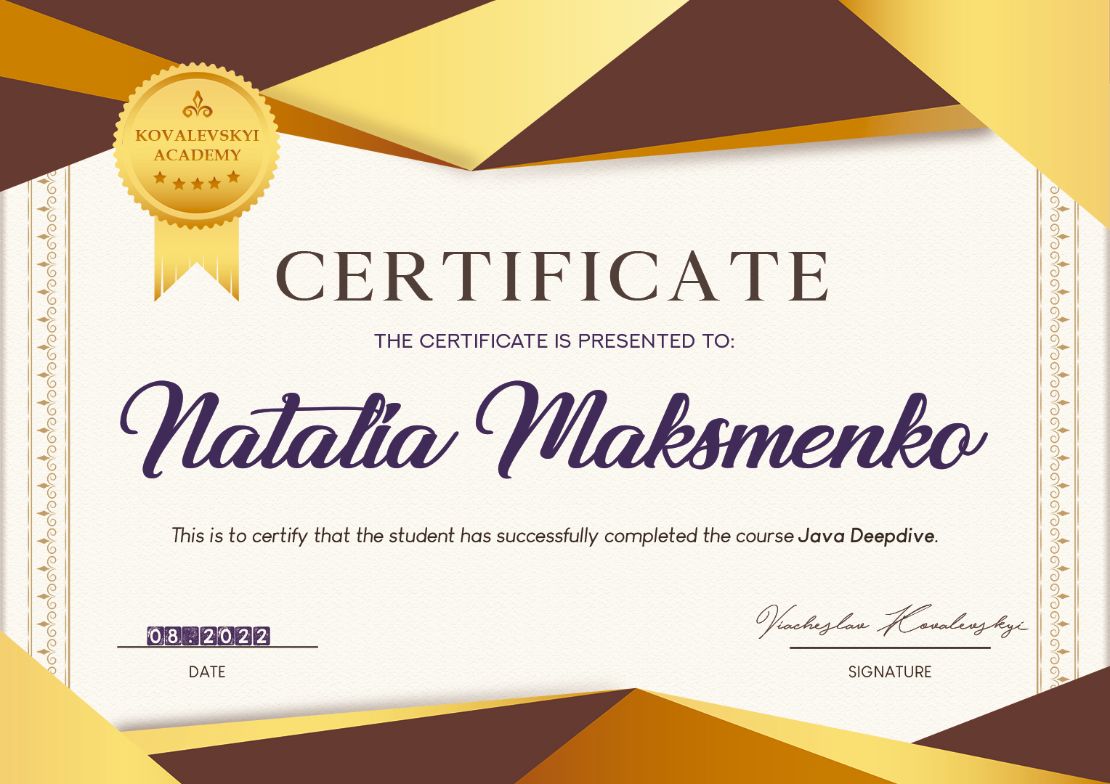 KOVALEVSKYI
ACADEMY
CERTIFICATE
THE CERTIFICATE IS PRESENTED TO:
Natalia Maksmenko
This is to certify that the student has successfully completed the course Java Deepdive.
08.2022
Viacheslav Kovalevskyi
DATE
SIGNATURE